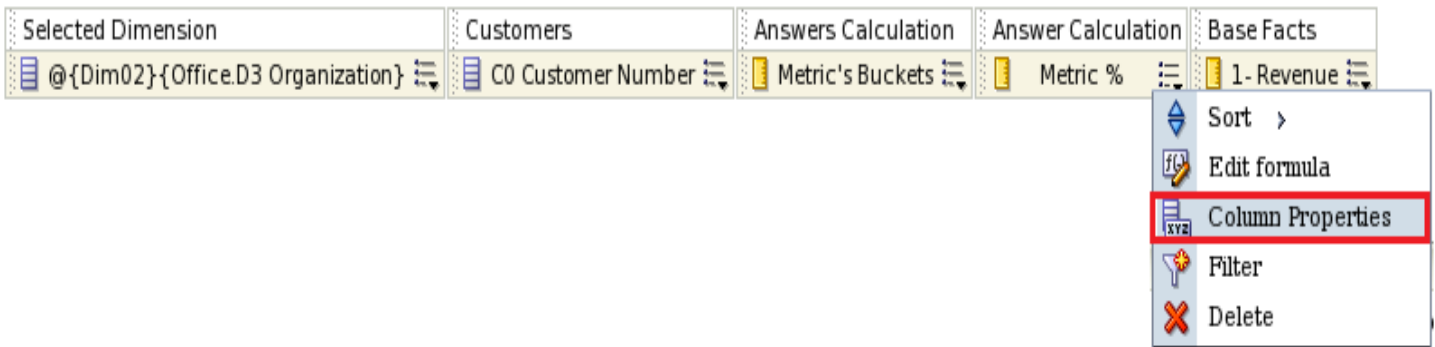 Selected Dimension Customers Answers Calculation Answer Calculation Base Facts
@{Dim02}{Office.D3 Organization} C0 Customer Number Metric's Buckets Metric % 1- Revenue
Sort
f(.) Edit formula
XYZ Column Properties
Filter
Delete